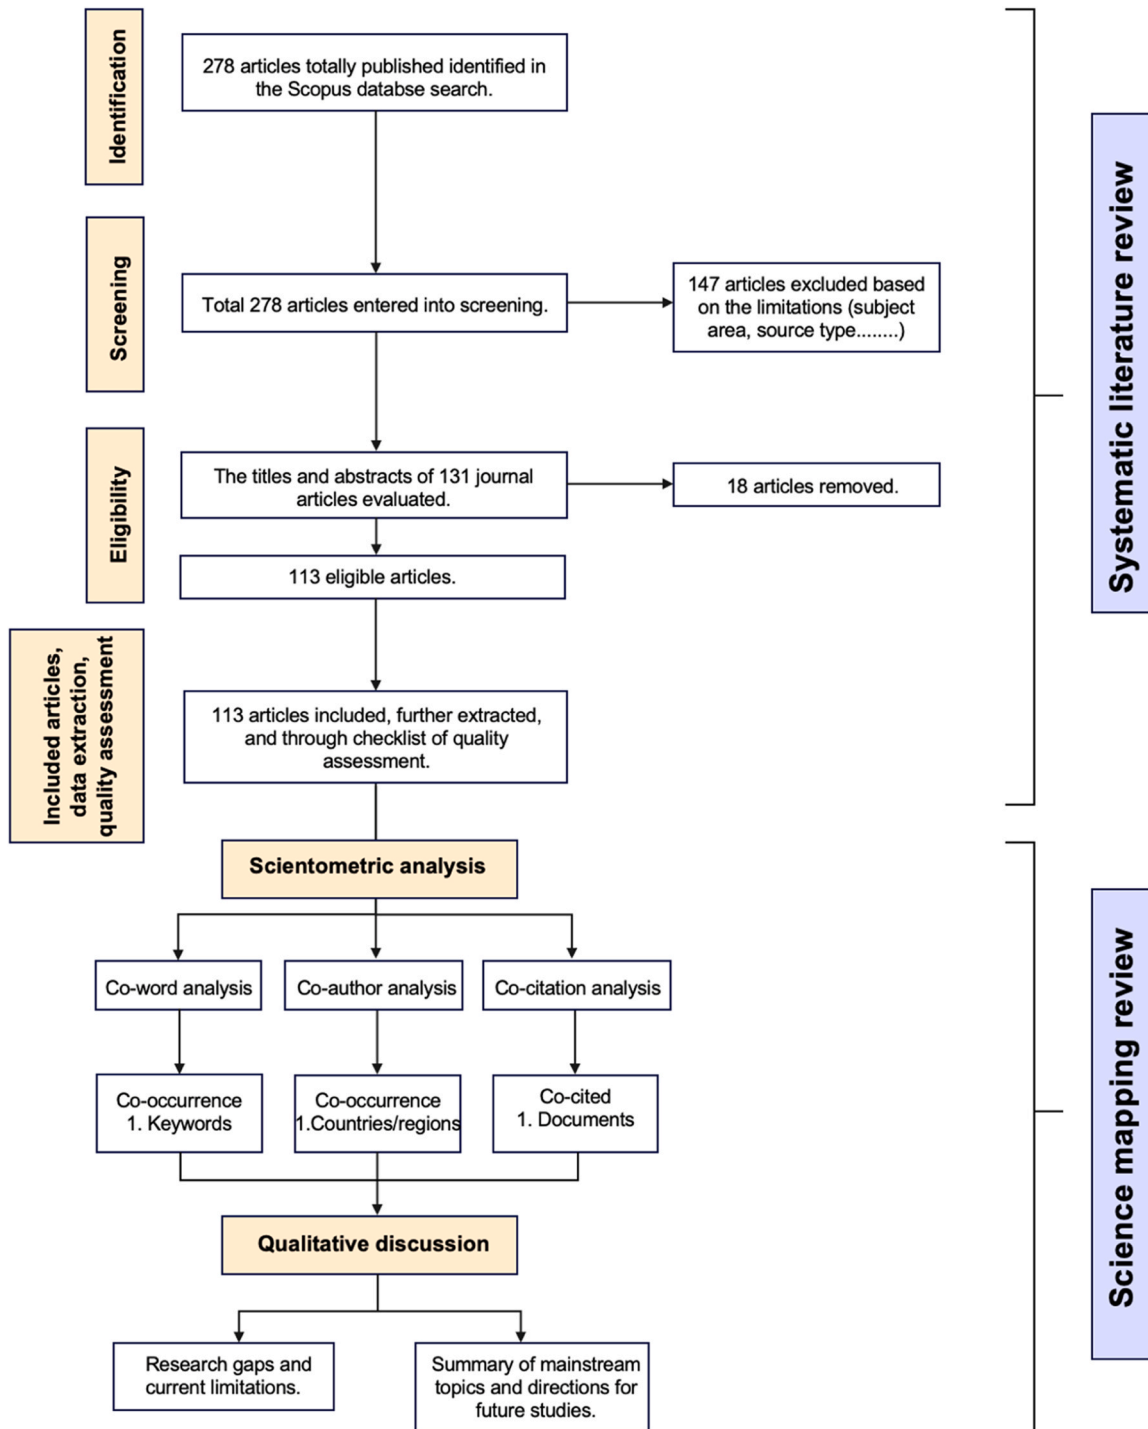 Identification
278 articles totally published identified in
the Scopus databse search.
Screening
Total 278 articles entered into screening.
147 articles excluded based
on the limitations (subject
area, source type........)
Eligibility
The titles and abstracts of 131 journal
articles evaluated.
18 articles removed.
113 eligible articles.
Included articles,
data extraction,
quality assessment
113 articles included, further extracted,
and through checklist of quality
assessment.
Systematic literature review
Scientometric analysis
Co-word analysis
Co-author analysis
Co-citation analysis
Co-occurrence
1. Keywords
Co-occurrence
1.Countries/regions
Co-cited
1. Documents
Qualitative discussion
Research gaps and
current limitations.
Summary of mainstream
topics and directions for
future studies.
Science mapping review